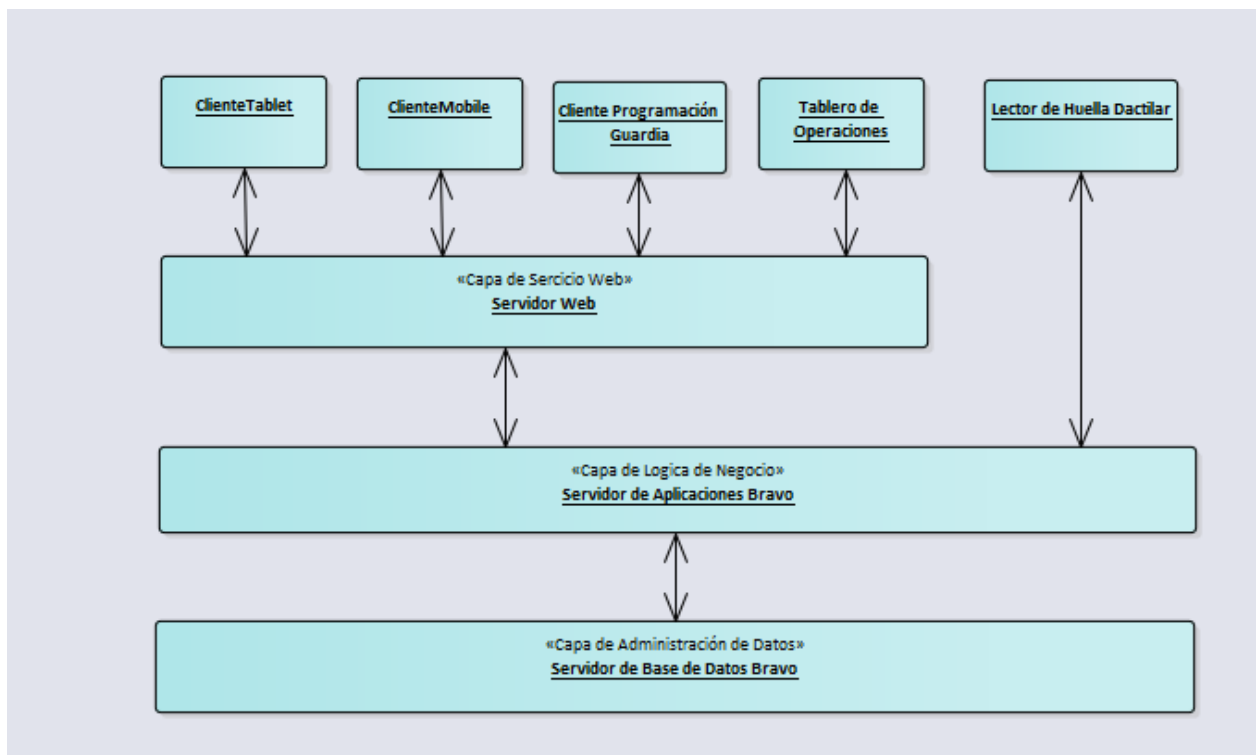 ClienteTablet
ClienteMobile
Cliente Programación
Guardia
Tablero de
Operaciones
Lector de Huella Dactilar
«Capa de Sercicio Web»
Servidor Web
«Capa de Logica de Negocio»
Servidor de Aplicaciones Bravo
«Capa de Administración de Datos»
Servidor de Base de Datos Bravo